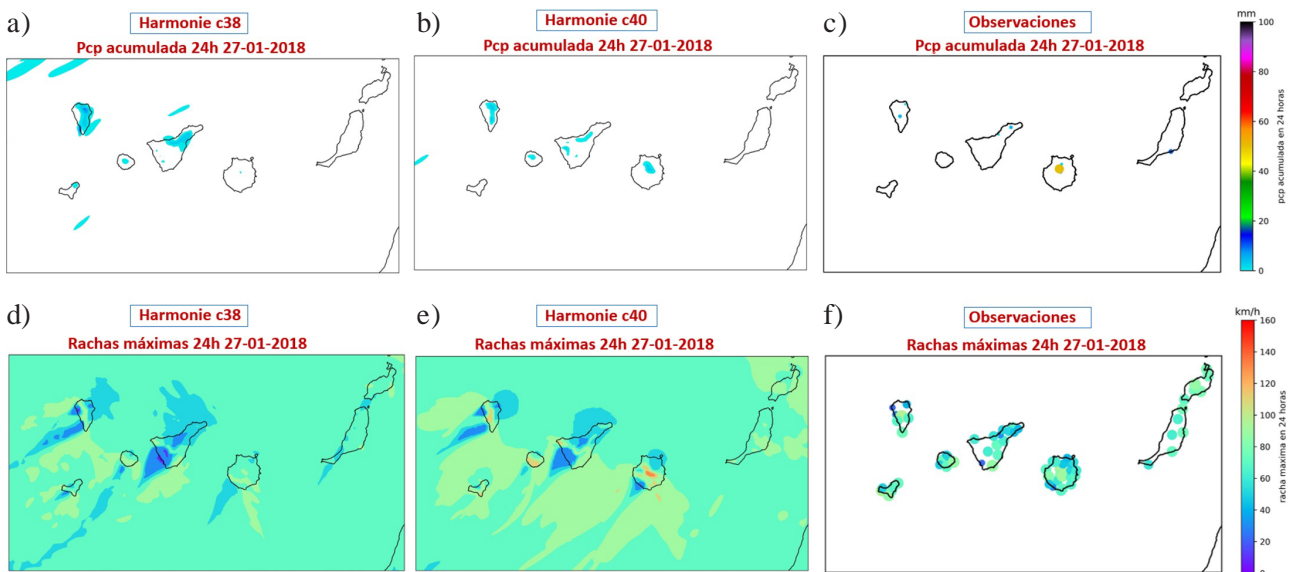 a)
Harmonie c38
Pcp acumulada 24h 27-01-2018
b)
Harmonie c40
Pcp acumulada 24h 27-01-2018
c)
Observaciones
Pcp acumulada 24h 27-01-2018
mm
100
80
60
40
20
0
pcp acumulada en 24 horas
d)
Harmonie c38
Rachas máximas 24h 27-01-2018
e)
Harmonie c40
Rachas máximas 24h 27-01-2018
f)
Observaciones
Rachas máximas 24h 27-01-2018
km/h
160
140
120
100
80
60
40
20
0
racha maxima en 24 horas